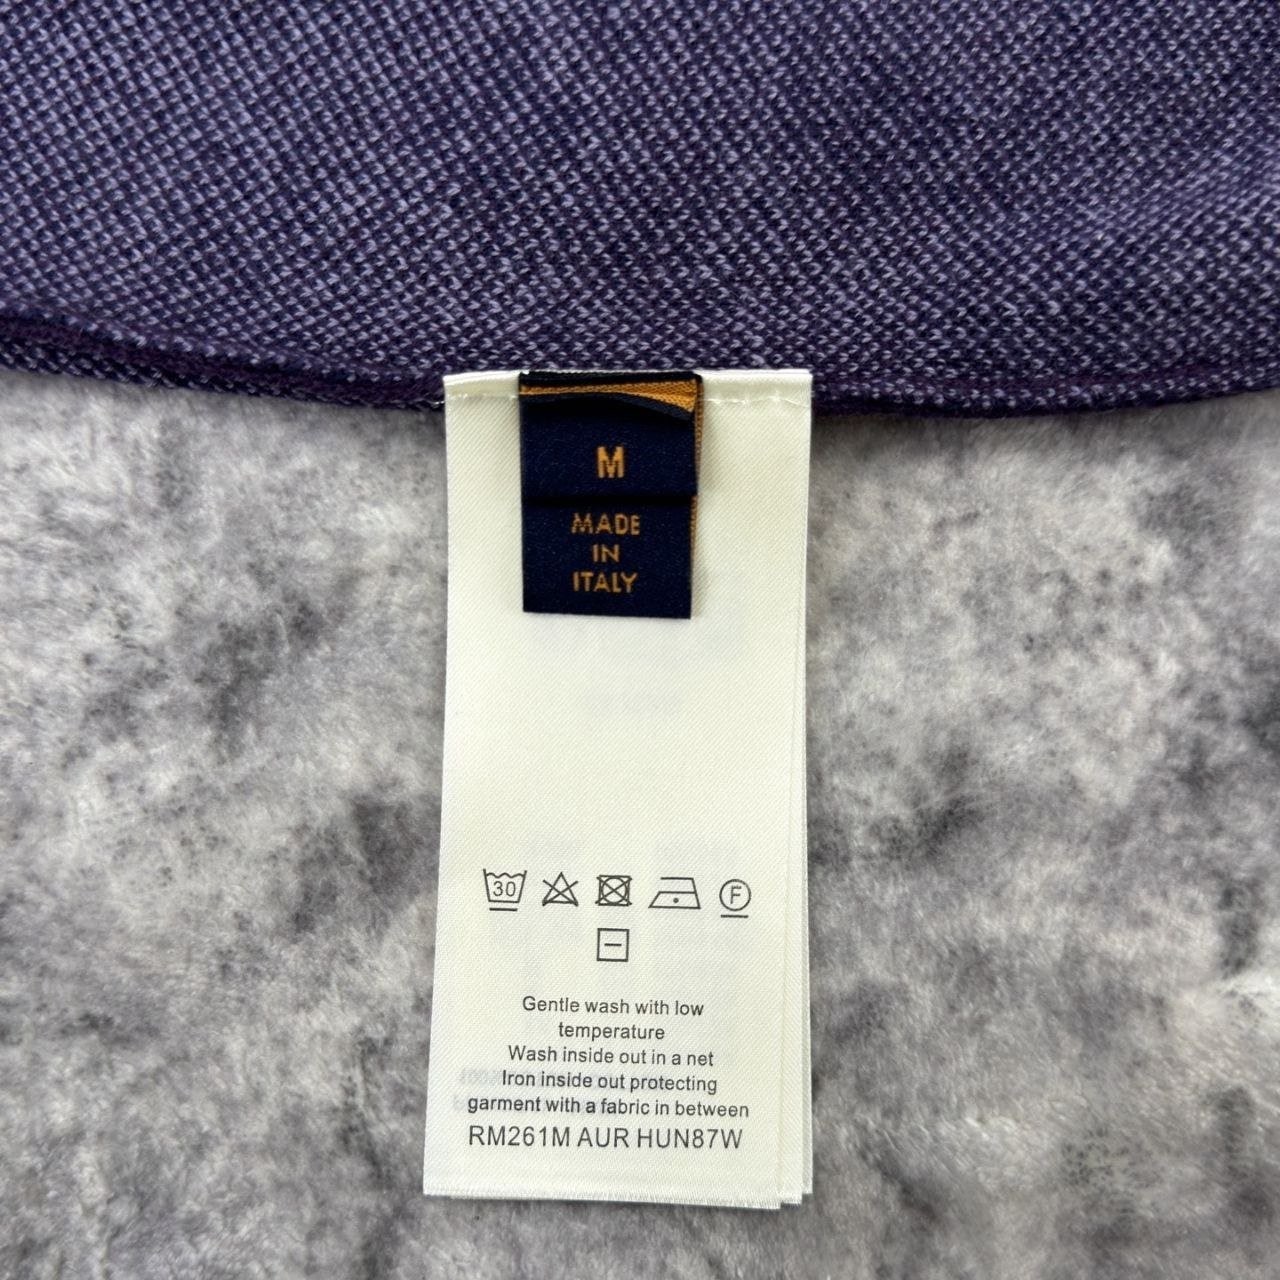 M
MADE
IN
ITALY
30
F
Gentle wash with low
temperature
Wash inside out in a net
Iron inside out protecting
garment with a fabric in between
RM261M AUR HUN87W